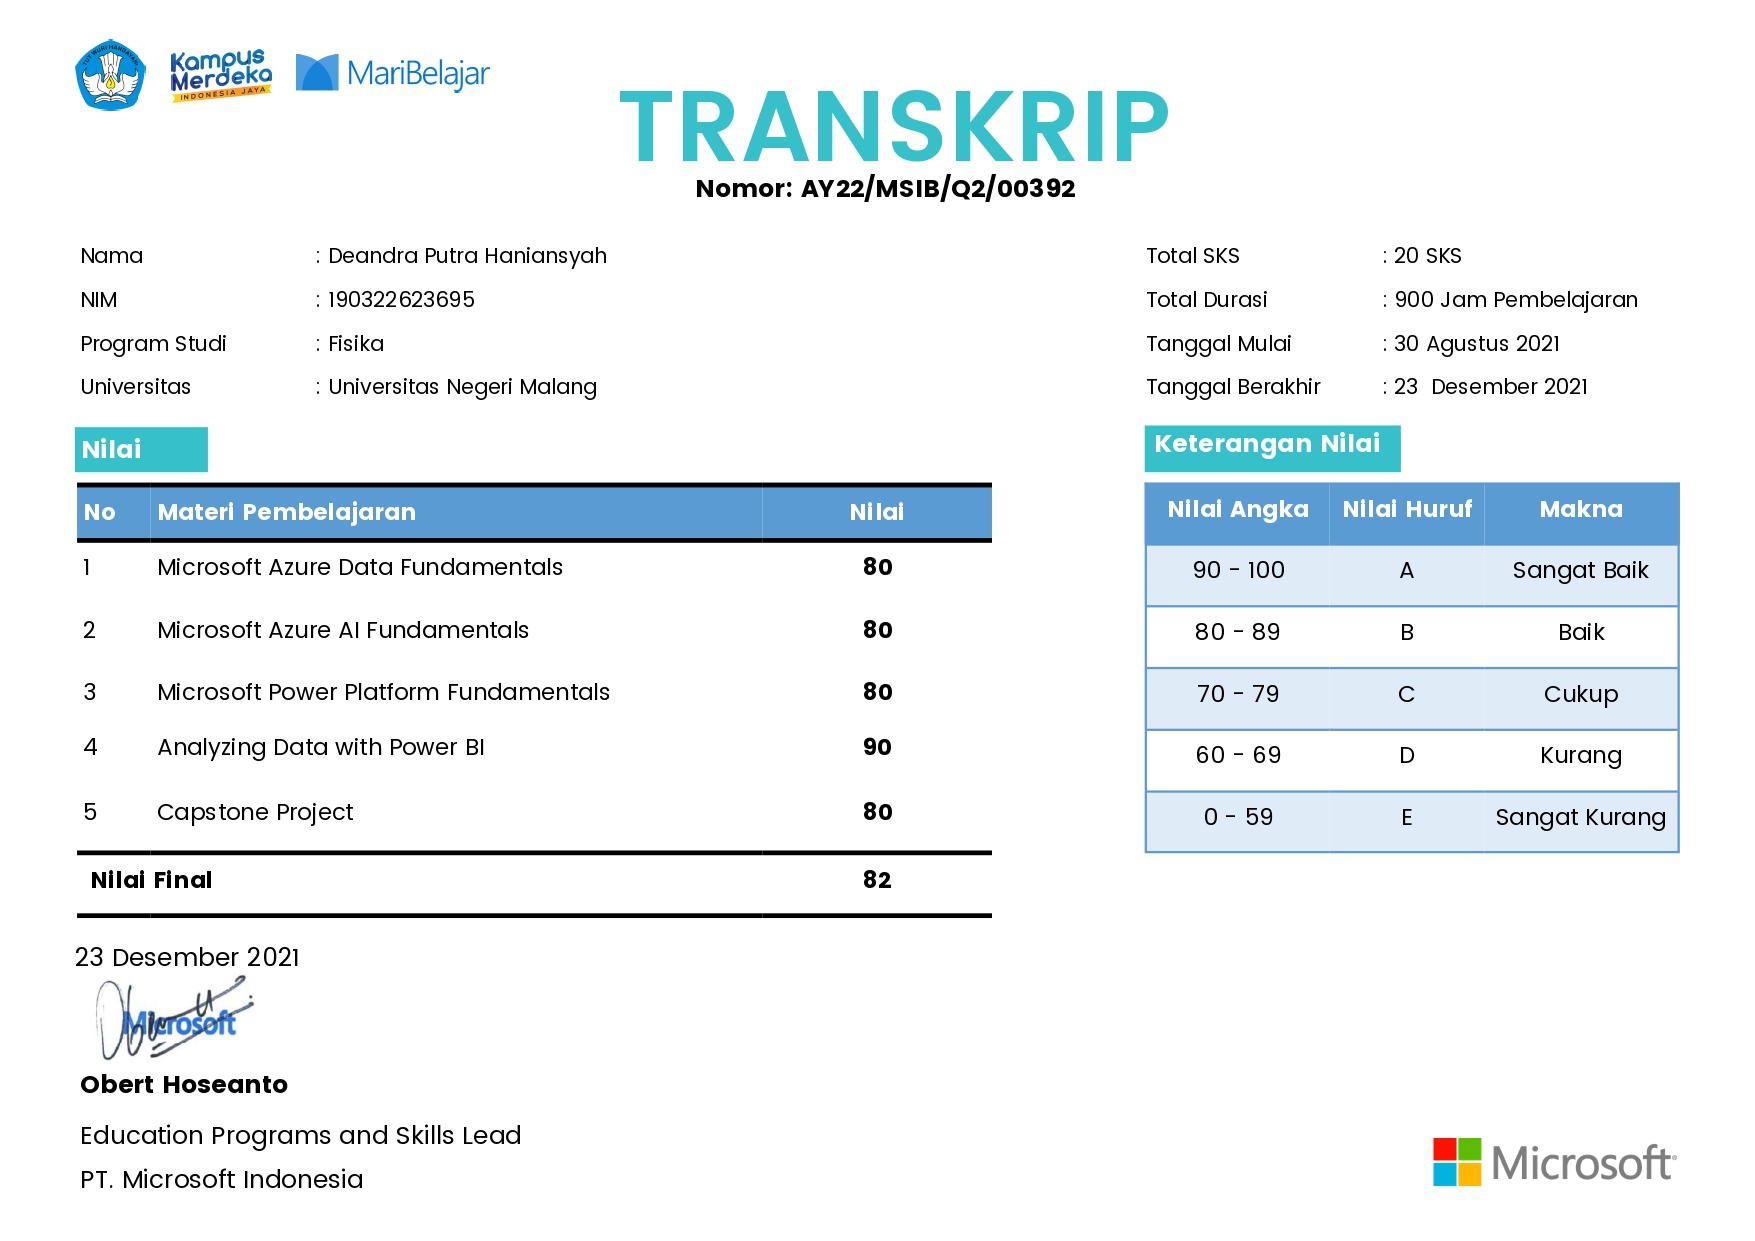 TUT WURI HANDAYANI
Kampus
Merdeka
INDONESIA JAYA
MariBelajar
TRANSKRIP
Nomor: AY22/MSIB/Q2/00392
Nama : Deandra Putra Haniansyah
NIM : 190322623695
Program Studi : Fisika
Universitas : Universitas Negeri Malang
Total SKS : 20 SKS
Total Durasi : 900 Jam Pembelajaran
Tanggal Mulai : 30 Agustus 2021
Tanggal Berakhir : 23 Desember 2021
Nilai
No Materi Pembelajaran Nilai
1 Microsoft Azure Data Fundamentals 80
2 Microsoft Azure AI Fundamentals 80
3 Microsoft Power Platform Fundamentals 80
4 Analyzing Data with Power BI 90
5 Capstone Project 80
Nilai Final 82
Keterangan Nilai
Nilai Angka Nilai Huruf Makna
90 - 100 A Sangat Baik
80 - 89 B Baik
70 - 79 C Cukup
60 - 69 D Kurang
0 - 59 E Sangat Kurang
23 Desember 2021
Microsoft
Obert Hoseanto
Education Programs and Skills Lead
PT. Microsoft Indonesia
Microsoft